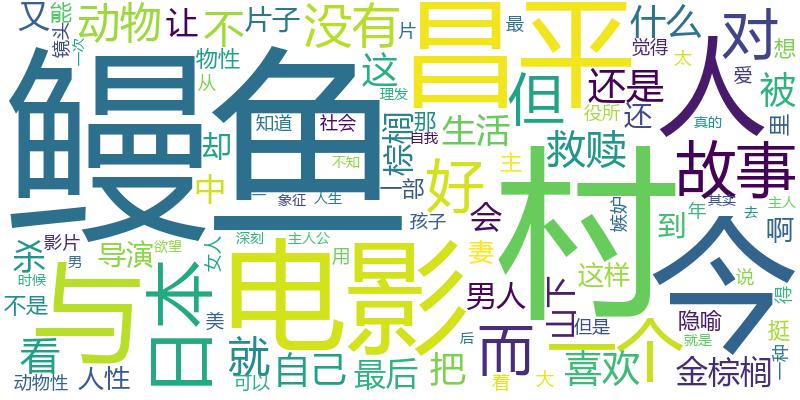 又
能
镜头
一次
动物
让
不
片子
没有
片
昌平
最
什么
觉得
太
对
想
爱
被
里
鳗鱼
物性
从
这
理发
但
还是
役所
还
人
却
知道
社会
不知
棕榈
自我
那
生活
救赎
真的
故事
中
一
象征
人生
一部
好
主
会
孩子
村
嫉妒
到
年
其实
去
主人
啊
今
杀
影片
男
时候
导演
欲望
与
日本
女人
深刻
主人公
用
电影
妻
男人
这样
说
得
不是
看
美
就
可以
自己
最后
把
后
而
着
大
一个
但是
喜欢
隐喻
就是
挺
一种
金棕榈
动物性
人性